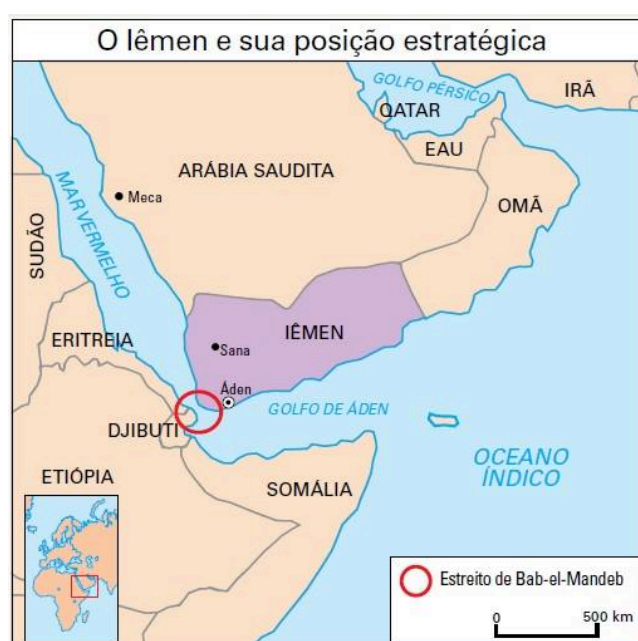 O Iêmen e sua posição estratégica
GOLFO PÉRSICO
IRÃ
QATAR
EAU
ARÁBIA SAUDITA
Meca
OMÃ
MAR VERMELHO
SUDÃO
ERITREIA
IÊMEN
Sana
Áden
GOLFO DE ÁDEN
DJIBUTI
ETIÓPIA
SOMÁLIA
OCEANO
ÍNDICO
Estreito de Bab-el-Mandeb
0 500 km